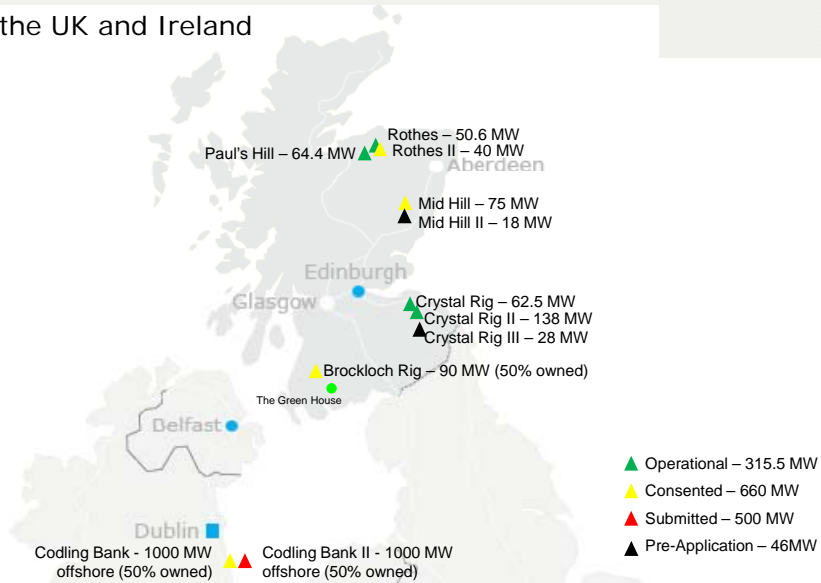 the UK and Ireland
Rothes – 50.6 MW
Paul's Hill – 64.4 MW
Rothes II – 40 MW
Aberdeen
Mid Hill – 75 MW
Mid Hill II – 18 MW
Edinburgh
Glasgow
Crystal Rig – 62.5 MW
Crystal Rig II – 138 MW
Crystal Rig III – 28 MW
Brockloch Rig – 90 MW (50% owned)
The Green House
Belfast
Operational – 315.5 MW
Consented – 660 MW
Submitted – 500 MW
Pre-Application – 46MW
Dublin
Codling Bank - 1000 MW
offshore (50% owned)
Codling Bank II - 1000 MW
offshore (50% owned)